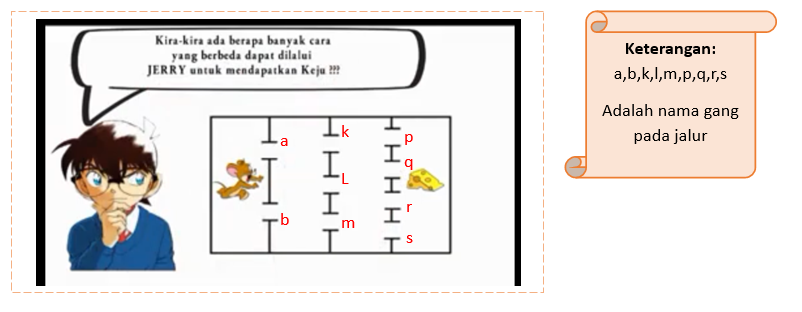 Kira-kira ada berapa banyak cara
yang berbeda dapat dilalui
JERRY untuk mendapatkan Keju ???
a
b
k
L
m
p
q
r
s
Keterangan:
a,b,k,l,m,p,q,r,s
Adalah nama gang
pada jalur